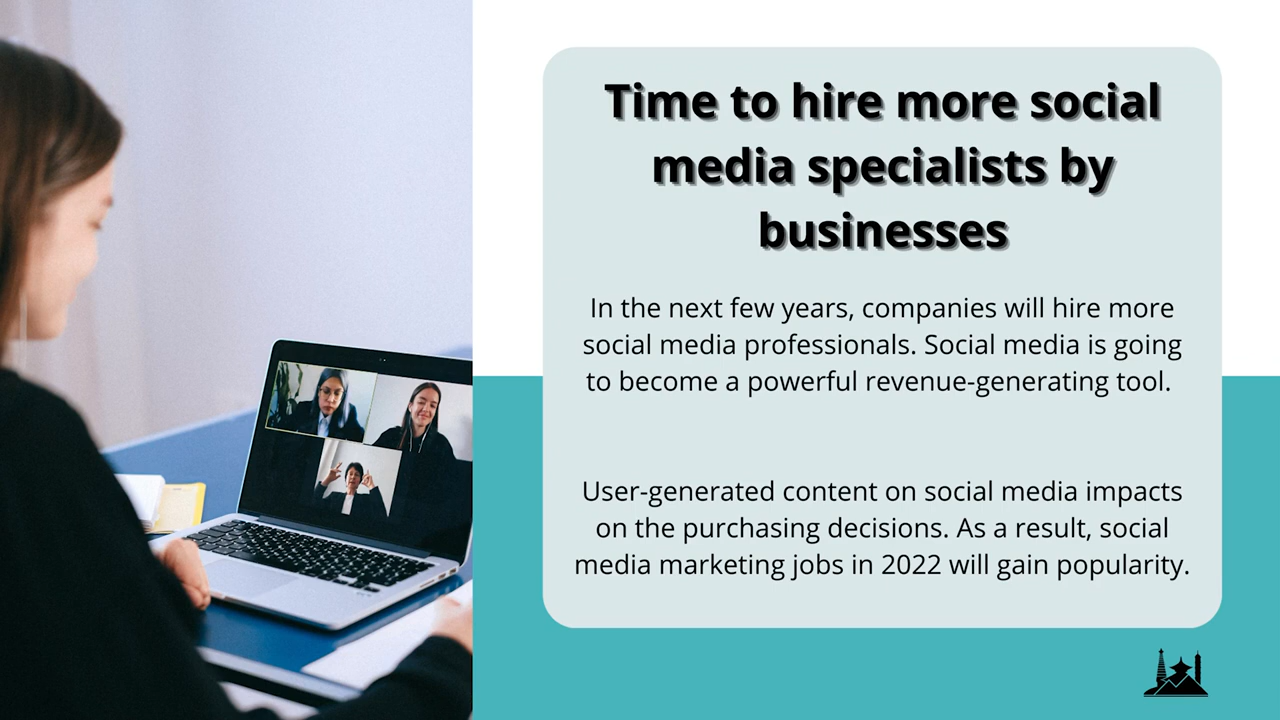 Time to hire more social
media specialists by
businesses
In the next few years, companies will hire more
social media professionals. Social media is going
to become a powerful revenue-generating tool.
User-generated content on social media impacts
on the purchasing decisions. As a result, social
media marketing jobs in 2022 will gain popularity.